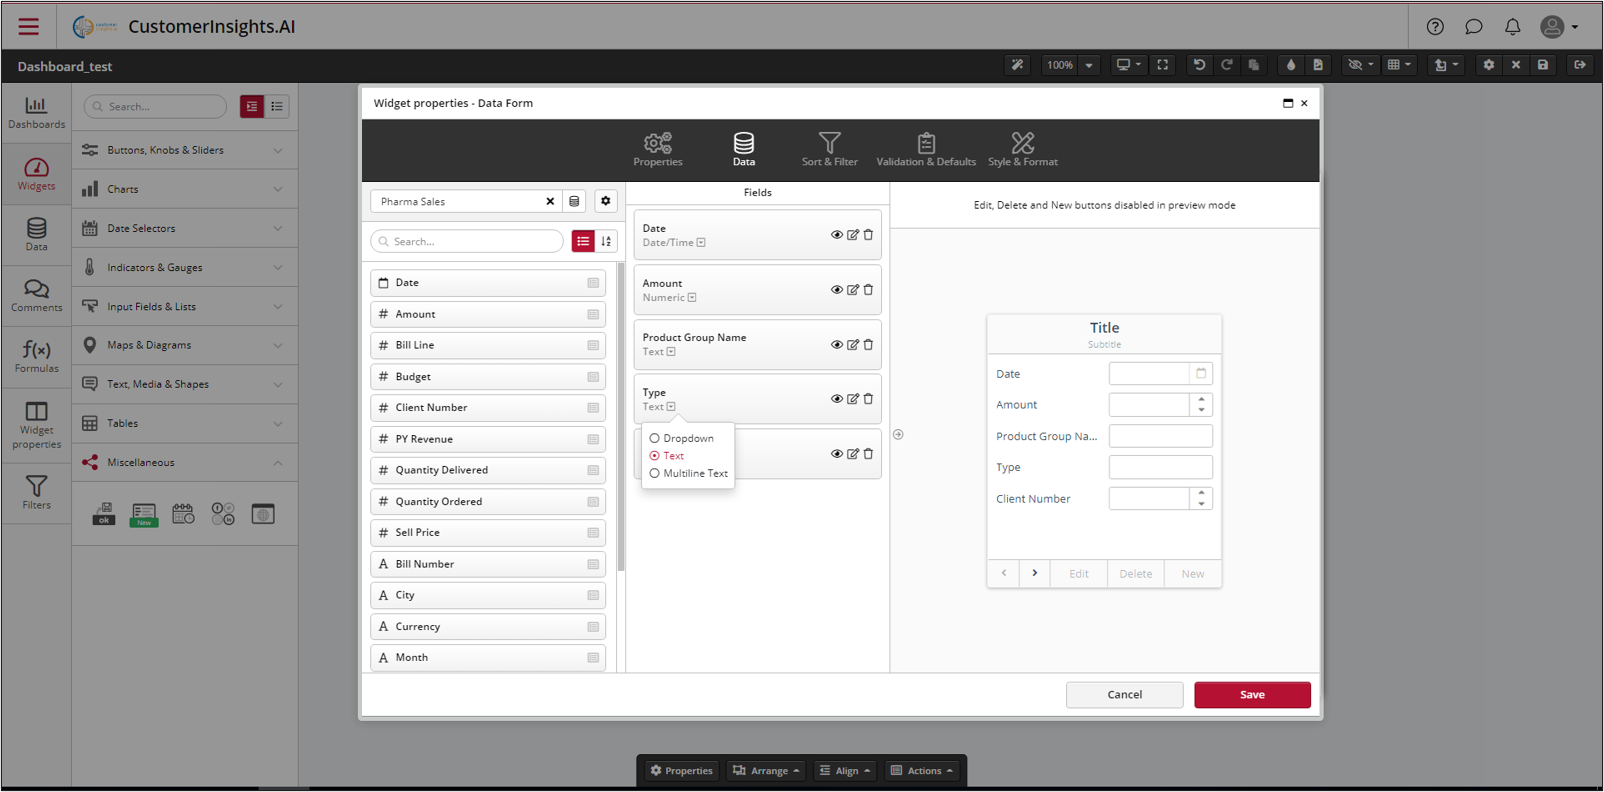 CustomerInsights.AI
Dashboard_test
100%
Dashboards
Widgets
Data
Comments
f(x)
Formulas
Widget
properties
Filters
Search...
Buttons, Knobs & Sliders
Charts
Date Selectors
Indicators & Gauges
Input Fields & Lists
Maps & Diagrams
Text, Media & Shapes
Tables
Miscellaneous
ok
New
Widget properties - Data Form
Properties
Data
Sort & Filter
Validation & Defaults
Style & Format
Pharma Sales
Search...
Date
# Amount
# Bill Line
# Budget
# Client Number
# PY Revenue
# Quantity Delivered
# Quantity Ordered
# Sell Price
A Bill Number
A City
A Currency
A Month
Fields
Date
Date/Time
Amount
Numeric
Product Group Name
Text
Type
Text
Dropdown
Text
Multiline Text
Edit, Delete and New buttons disabled in preview mode
Title
Subtitle
Date
Amount
Product Group Na...
Type
Client Number
Edit
Delete
New
Cancel
Save
Properties
Arrange
Align
Actions